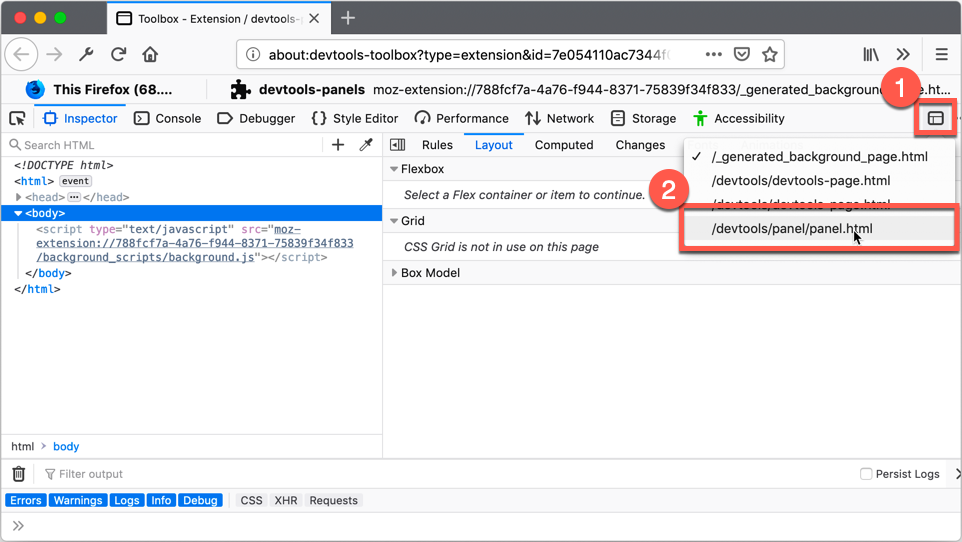 Toolbox - Extension / devtools-
about:devtools-toolbox?type=extension&id=7e054110ac7344f
This Firefox (68.... devtools-panels moz-extension://788fcf7a-4a76-f944-8371-75839f34f833/_generated_background_page.ht...
1
Inspector Console Debugger Style Editor Performance Network Storage Accessibility
Search HTML
Rules Layout Computed Changes
<!DOCTYPE html>
<html> event
<head> ••• </head>
<body>
<script type="text/javascript" src="moz-
extension://788fcf7a-4a76-f944-8371-75839f34f833
/background_scripts/background.js"></script>
</body>
</html>
Flexbox
Select a Flex container or item to continue.
Grid
CSS Grid is not in use on this page
Box Model
✓ /_generated_background_page.html
/devtools/devtools-page.html
/devtools/devtools-page.html
2
/devtools/panel/panel.html
html > body
Filter output
Persist Logs
Errors Warnings Logs Info Debug CSS XHR Requests
»